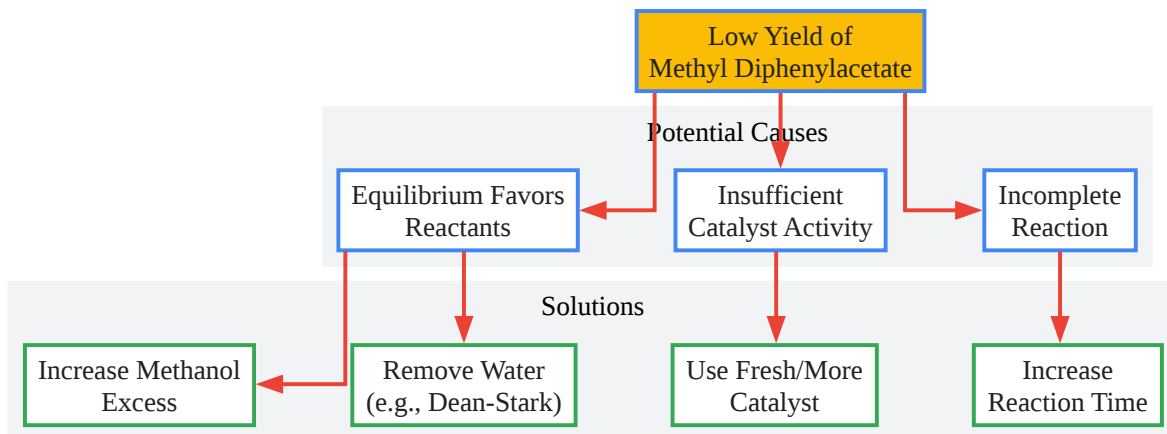 Low Yield of
Methyl Diphenylacetate
Potential Causes
Equilibrium Favors
Reactants
Insufficient
Catalyst Activity
Incomplete
Reaction
Solutions
Increase Methanol
Excess
Remove Water
(e.g., Dean-Stark)
Use Fresh/More
Catalyst
Increase
Reaction Time